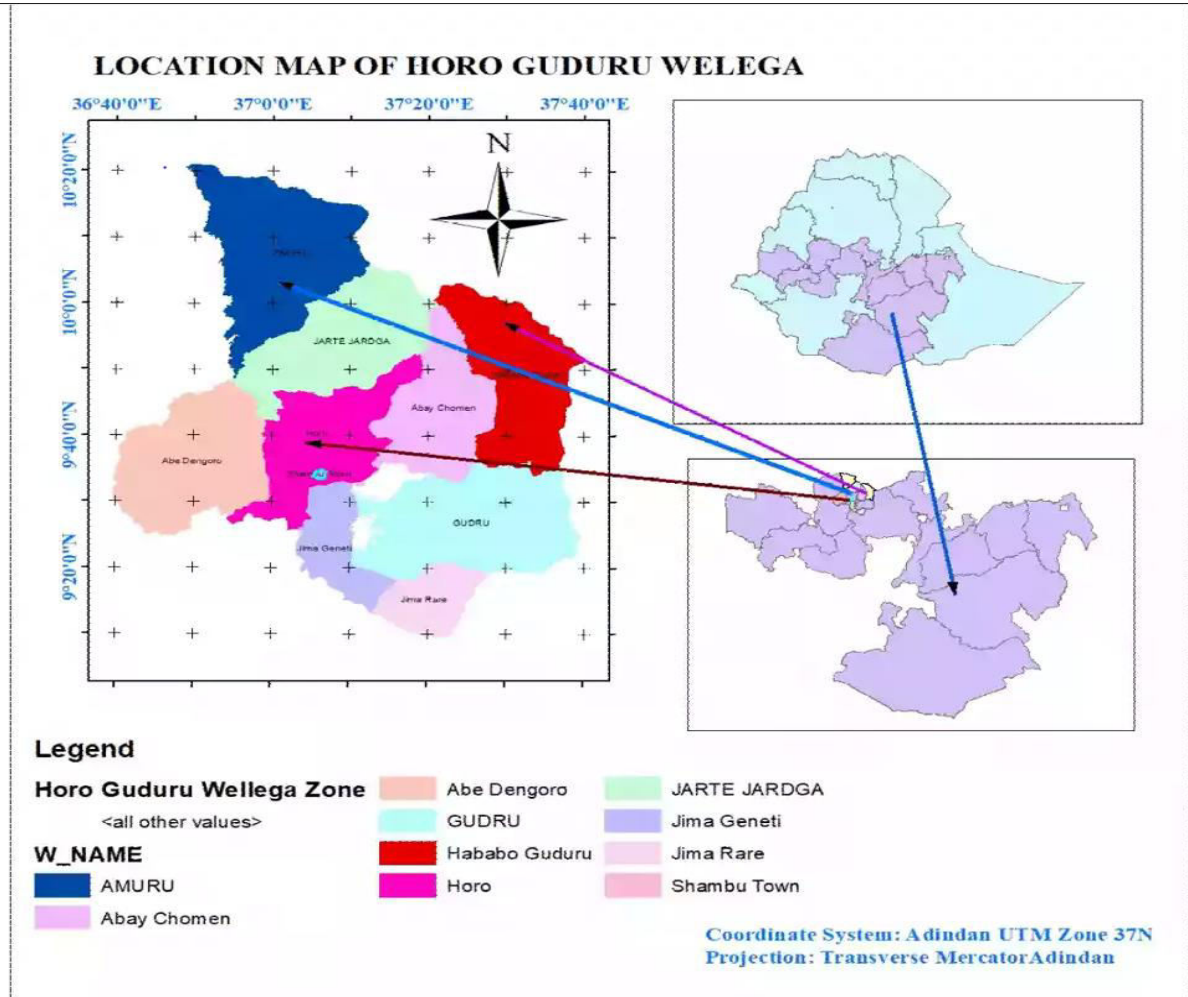 LOCATION MAP OF HORO GUDURU WELEGA
36°40'0"E 37°0'0"E 37°20'0"E 37°40'0"E
10°20'0"N
10°0'0"N
9°40'0"N
9°20'0"N
N
JARTE JARDGA
Abay Chomen
Abe Dengoro
GUDRU
Jima Geneti
Jima Rare
Legend
Horo Guduru Wellega Zone
<all other values>
W_NAME
AMURU
Abay Chomen
Abe Dengoro
GUDRU
Hababo Guduru
Horo
JARTE JARDGA
Jima Geneti
Jima Rare
Shambu Town
Coordinate System: Adindan UTM Zone 37N
Projection: Transverse MercatorAdindan